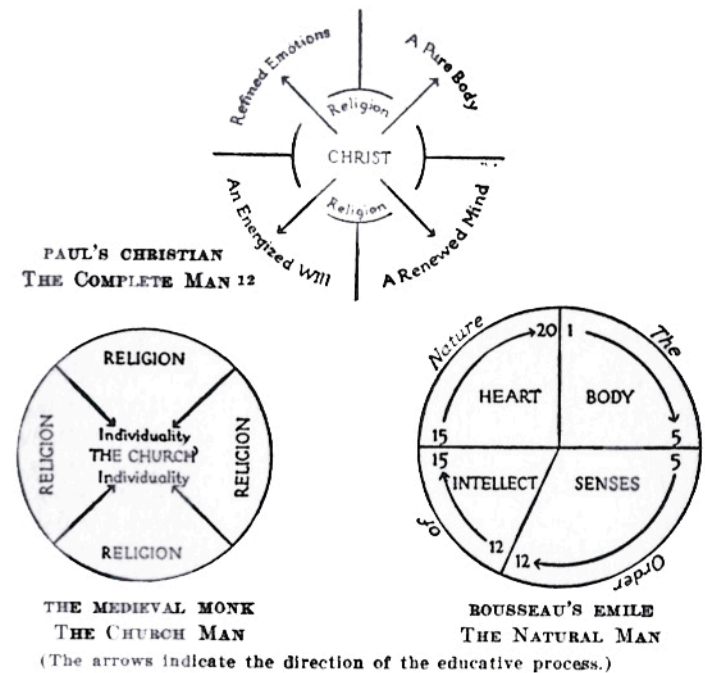 Refined Emotions
A Pure Body
Religion
CHRIST
Religion
An Energized Will
A Renewed Mind
PAUL'S CHRISTIAN
THE COMPLETE MAN 12
RELIGION
RELIGION
Individuality
THE CHURCH
Individuality
RELIGION
RELIGION
THE MEDIEVAL MONK
THE CHURCH MAN
The
Order
of
Nature
20 1
HEART BODY
15 5
15 5
INTELLECT SENSES
12 12
ROUSSEAU'S EMILE
THE NATURAL MAN
(The arrows indicate the direction of the educative process.)